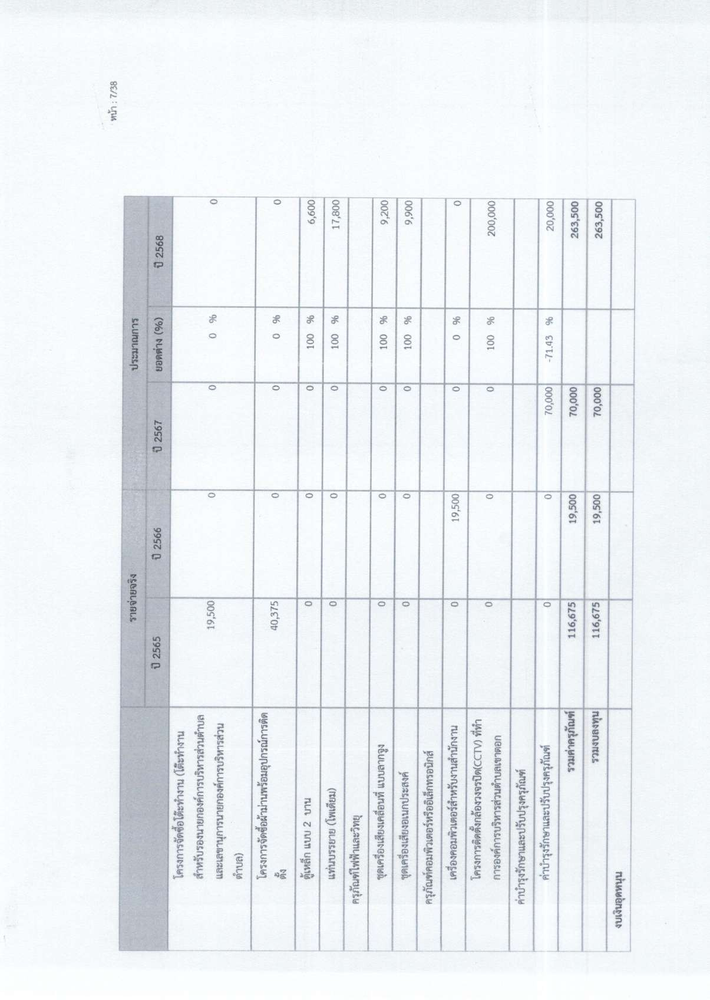 หน้า : 7/38
รายจ่ายจริง ประมาณการ
ปี 2565 ปี 2566 ปี 2567 ยอดต่าง (%) ปี 2568
โครงการจัดซื้อโต๊ะทำงาน (โต๊ะทำงาน 19,500 0 0 0 % 0
สำหรับรองนายกองค์การบริหารส่วนตำบล
และเลขานุการนายกองค์การบริหารส่วน
ตำบล)
โครงการจัดซื้อผ้าม่านพร้อมอุปกรณ์การติด 40,375 0 0 0 % 0
ตั้ง
ตู้เหล็ก แบบ 2 บาน 0 0 0 100 % 6,600
แท่นบรรยาย (โพเดียม) 0 0 0 100 % 17,800
ครุภัณฑ์ไฟฟ้าและวิทยุ
ชุดเครื่องเสียงเคลื่อนที่ แบบลากจูง 0 0 0 100 % 9,200
ชุดเครื่องเสียงอเนกประสงค์ 0 0 0 100 % 9,900
ครุภัณฑ์คอมพิวเตอร์หรืออิเล็กทรอนิกส์
เครื่องคอมพิวเตอร์สำหรับงานสำนักงาน 0 19,500 0 0 % 0
โครงการติดตั้งกล้องวงจรปิด(CCTV) ที่ทำ 0 0 0 100 % 200,000
การองค์การบริหารส่วนตำบลเขาดอก
ค่าบำรุงรักษาและปรับปรุงครุภัณฑ์
ค่าบำรุงรักษาและปรับปรุงครุภัณฑ์ 0 0 70,000 -71.43 % 20,000
รวมค่าครุภัณฑ์ 116,675 19,500 70,000 263,500
รวมงบลงทุน 116,675 19,500 70,000 263,500
งบเงินอุดหนุน